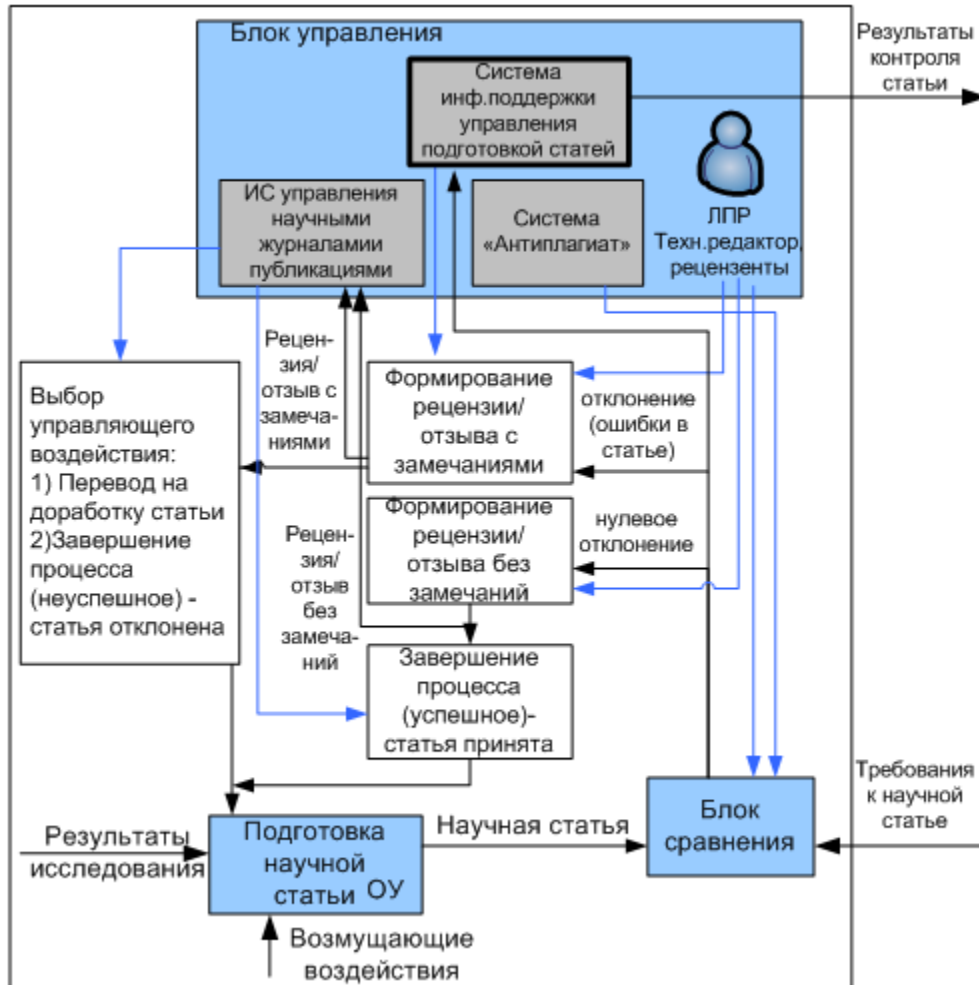 Блок управления
Результаты
контроля
статьи
Система
инф.поддержки
управления
подготовкой статей
ИС управления
научными
журналамии
публикациями
Система
«Антиплагиат»
ЛПР
Техн.редактор,
рецензенты
Рецен-
зия/
отзыв с
замеча-
ниями
Выбор
управляющего
воздействия:
1) Перевод на
доработку статьи
2)Завершение
процесса
(неуспешное) -
статья отклонена
Формирование
рецензии/
отзыва с
замечаниями
отклонение
(ошибки в
статье)
Формирование
рецензии/
отзыва без
замечаний
нулевое
отклонение
Рецен-
зия/
отзыв
без
замеча-
ний
Завершение
процесса
(успешное)-
статья принята
Результаты
исследования
Подготовка
научной
статьи ОУ
Научная статья
Блок
сравнения
Требования
к научной
статье
Возмущающие
воздействия